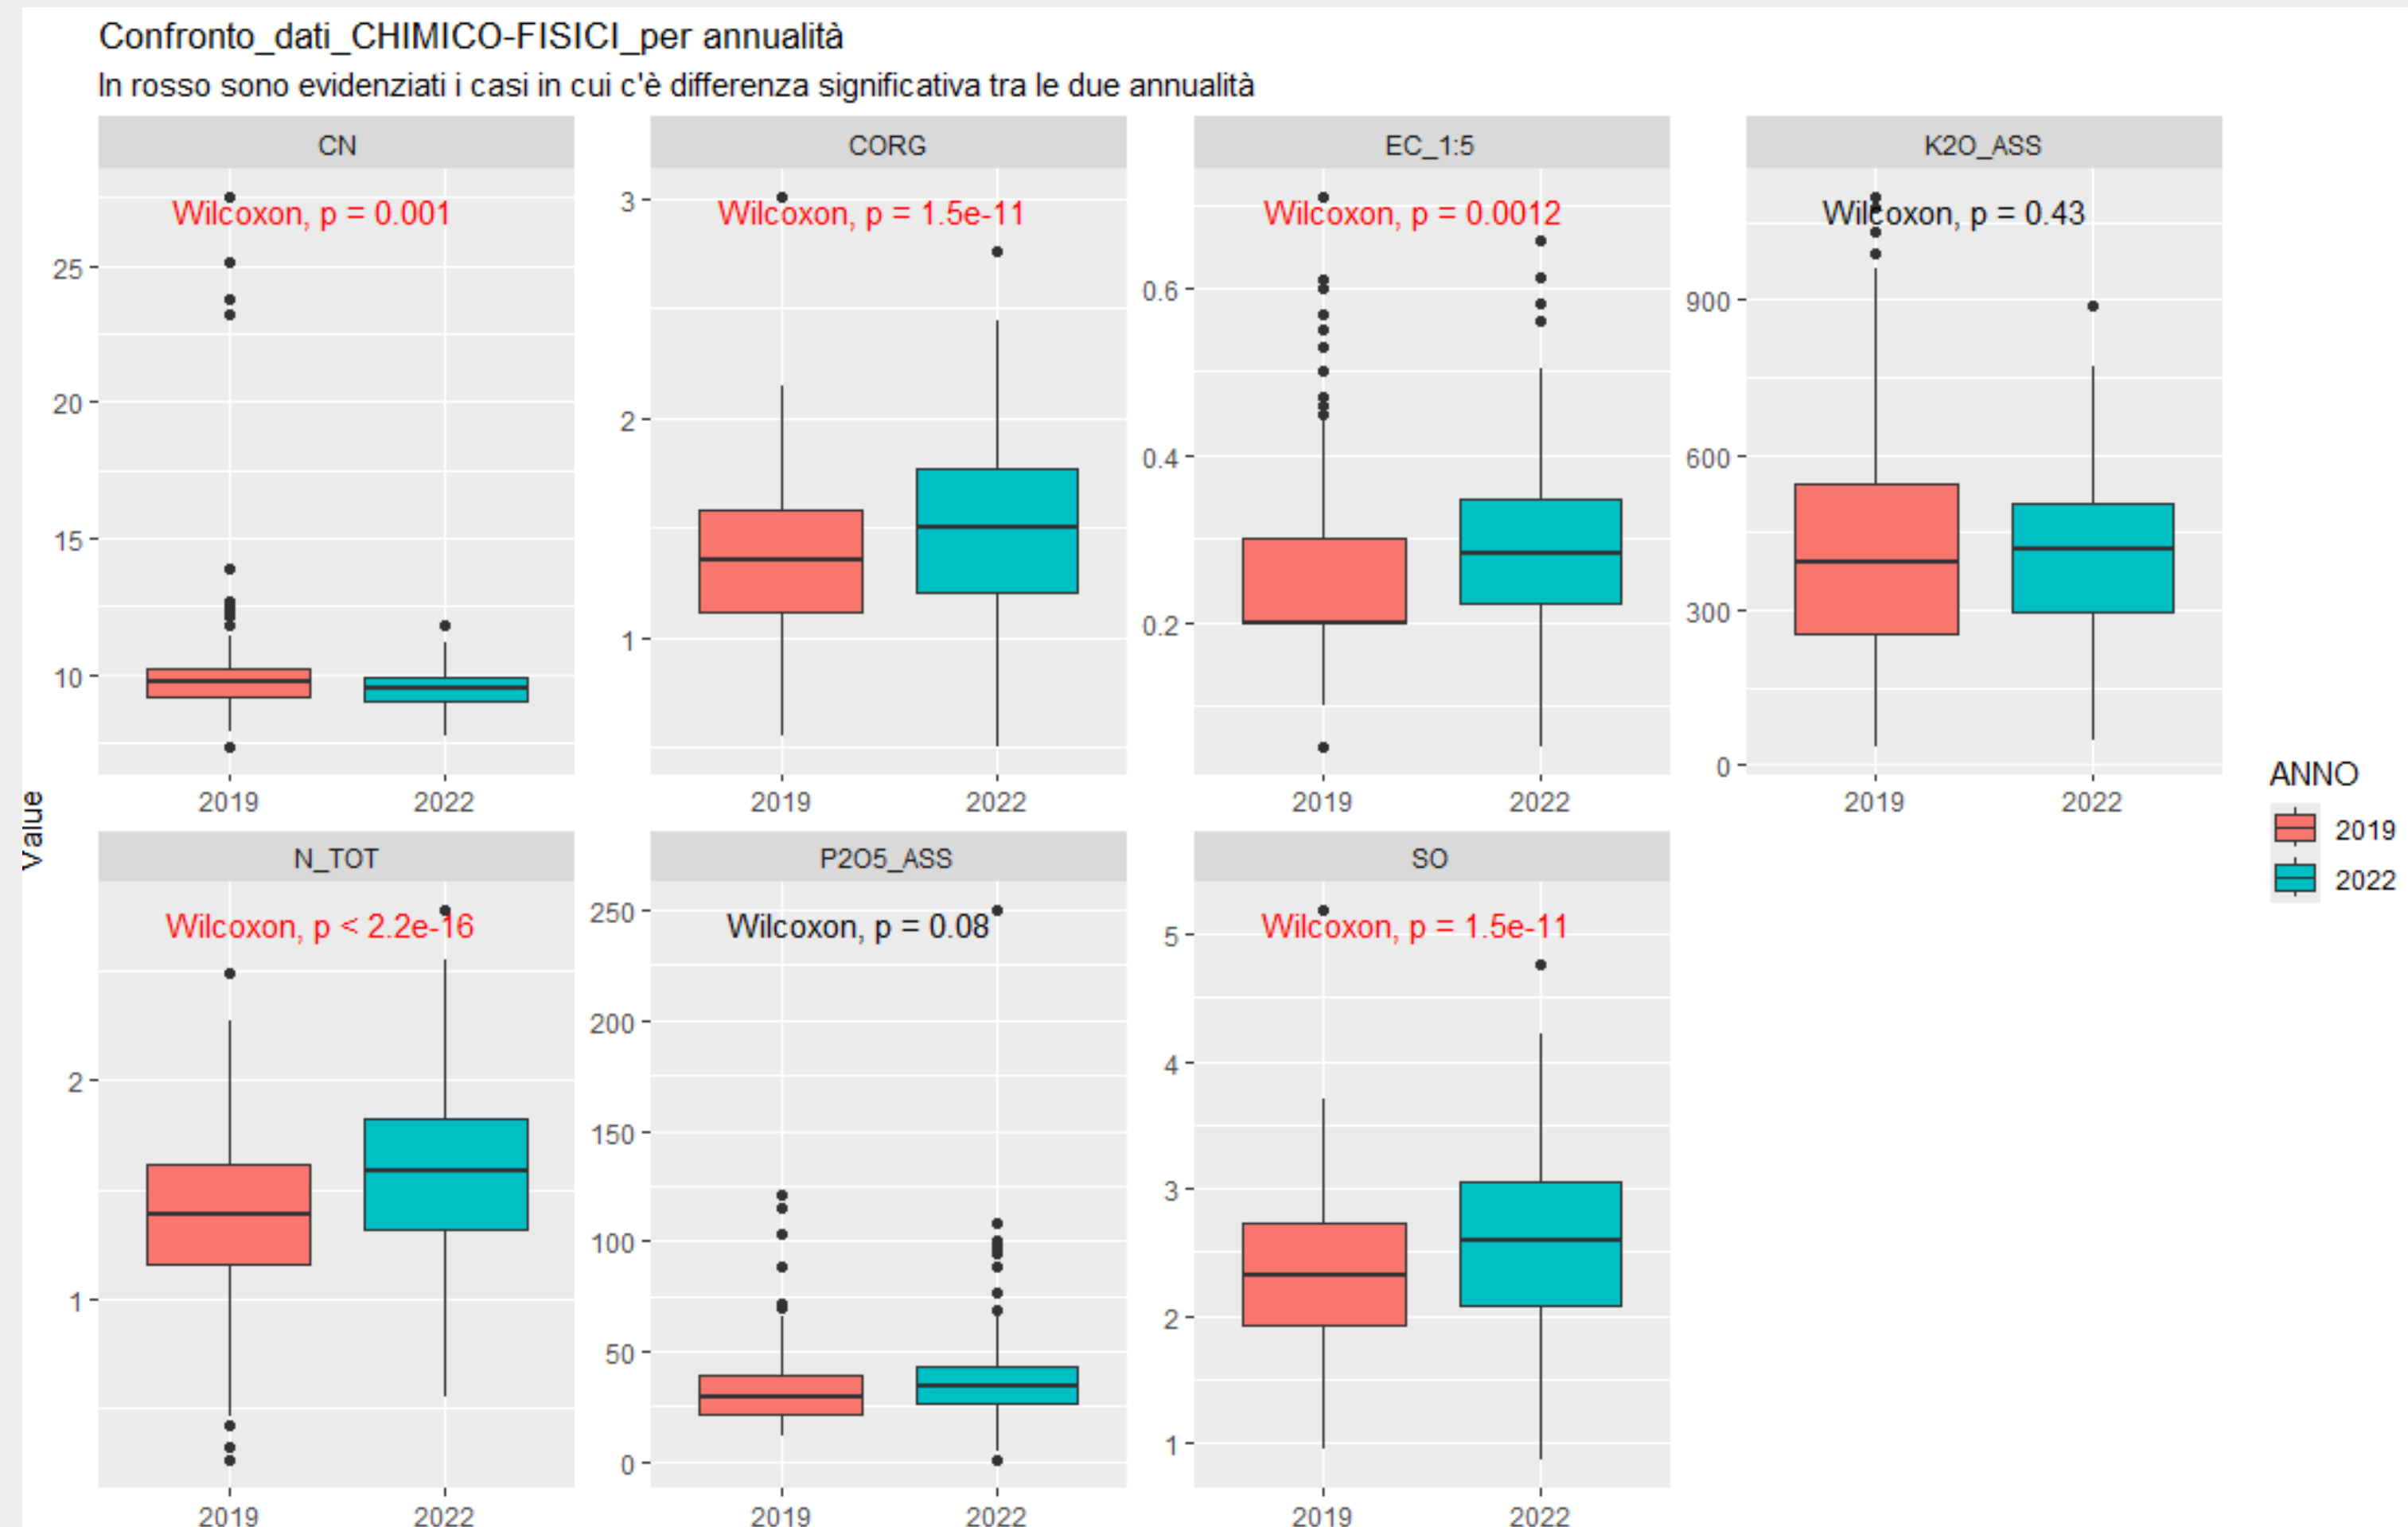 Confronto_dati_CHIMICO-FISICI_per annualità
In rosso sono evidenziati i casi in cui c'è differenza significativa tra le due annualità
CN
CORG
EC_1:5
K2O_ASS
Wilcoxon, p = 0.001
Wilcoxon, p = 1.5e-11
Wilcoxon, p = 0.0012
Wilcoxon, p = 0.43
25
20
15
10
3
2
1
0.6
0.4
0.2
900
600
300
0
2019 2022
2019 2022
2019 2022
2019 2022
Value
N_TOT
P2O5_ASS
SO
Wilcoxon, p < 2.2e-16
Wilcoxon, p = 0.08
Wilcoxon, p = 1.5e-11
2
1
250
200
150
100
50
0
5
4
3
2
1
2019 2022
2019 2022
2019 2022
ANNO
2019
2022